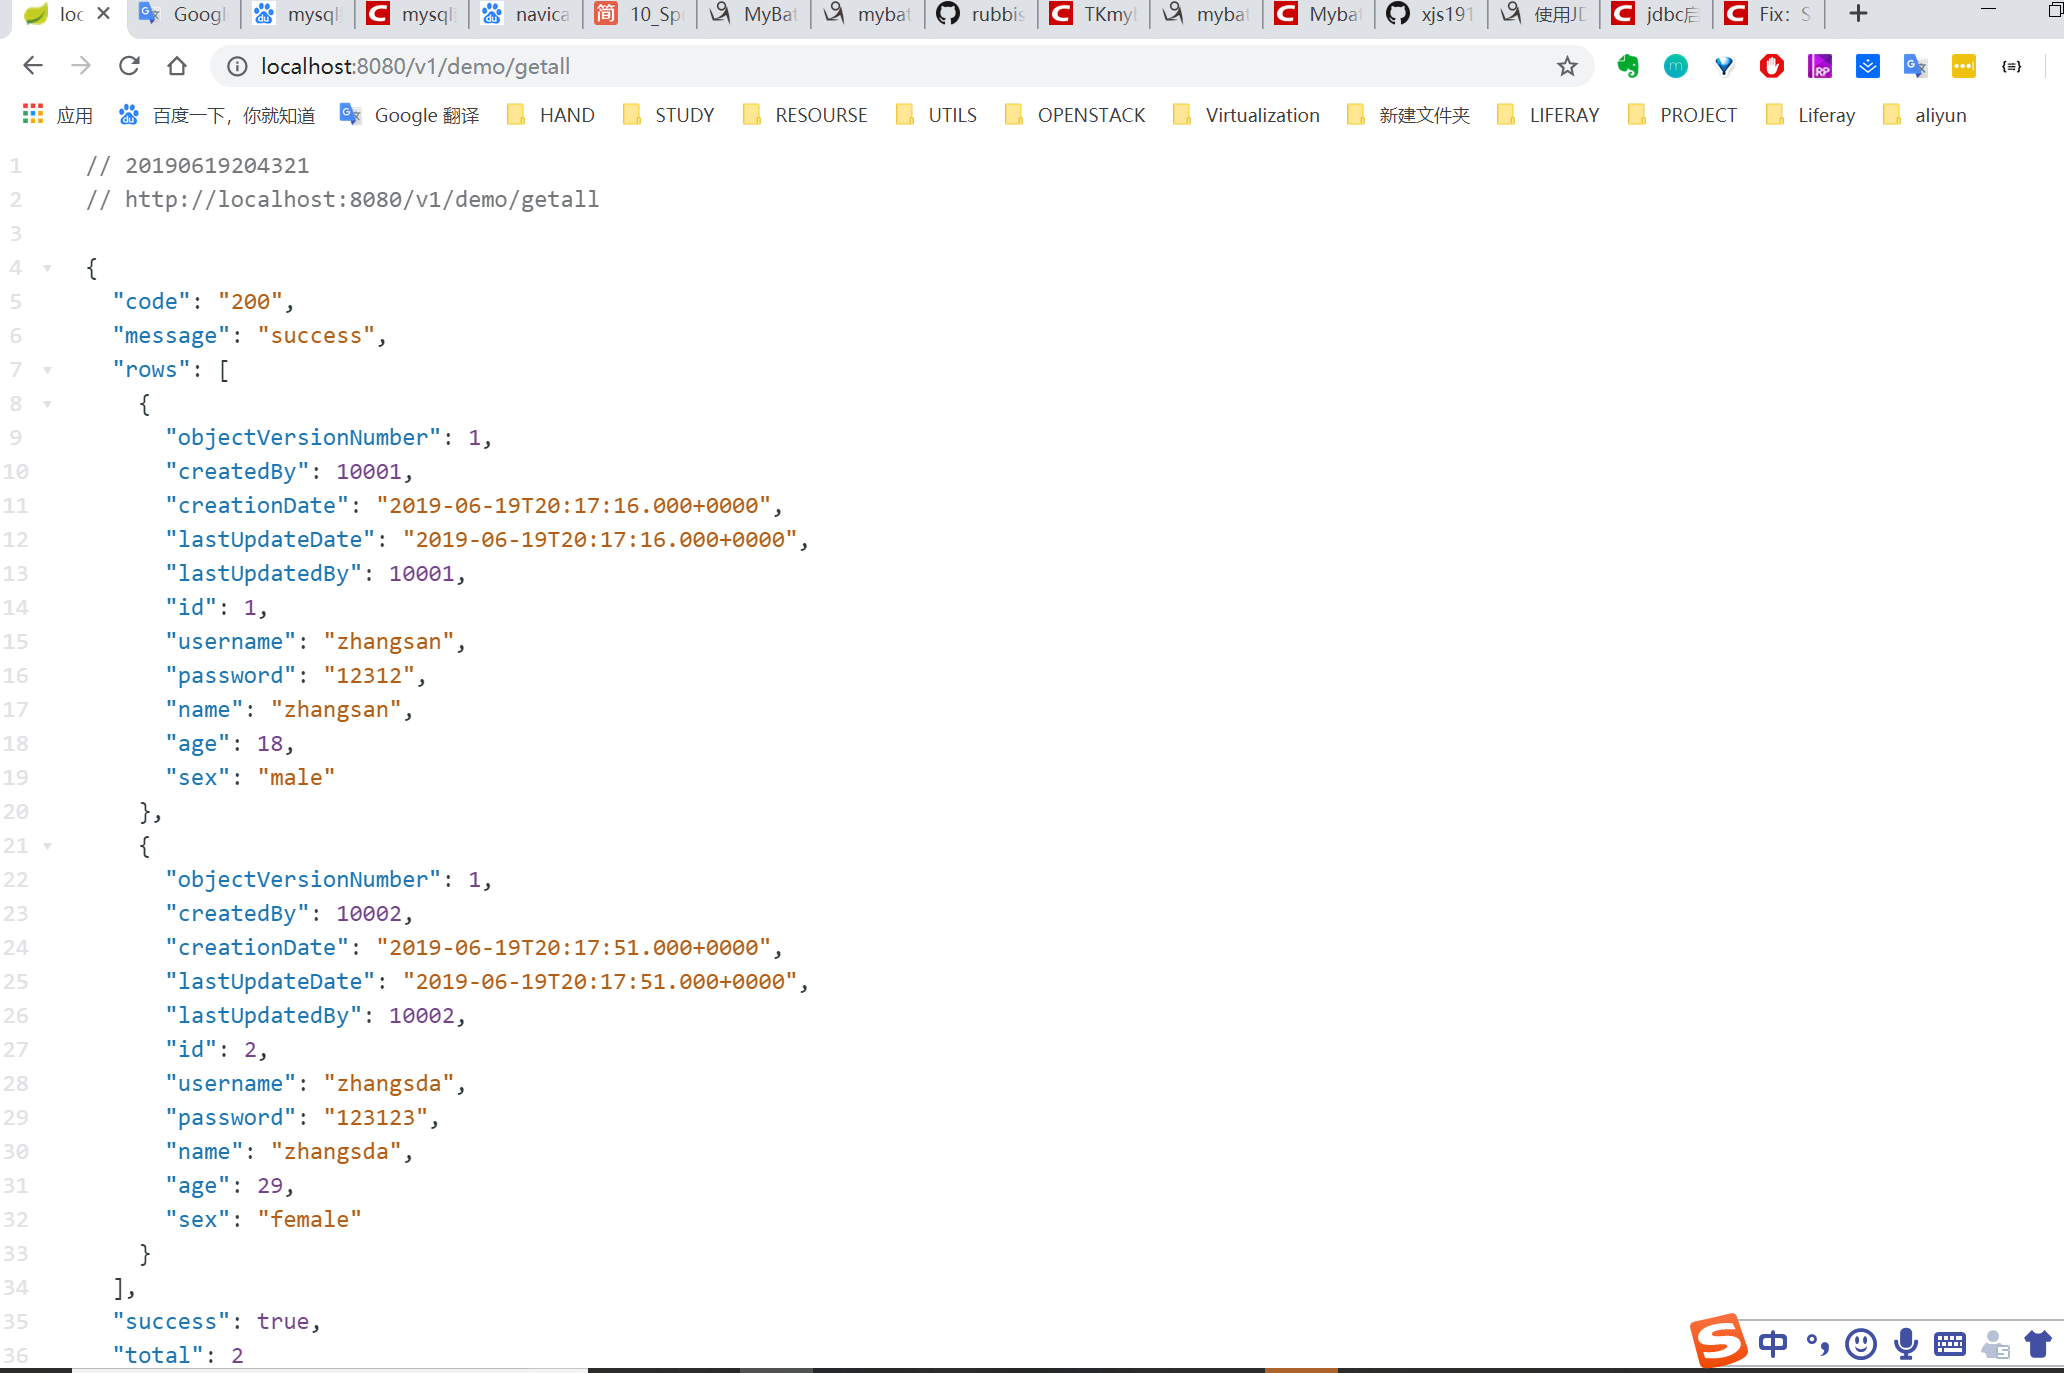 loc Googl mysql mysql navica 10_Sp MyBat mybat rubbis TKmyl mybat Mybat xjs191 使用JD jdbc启 Fix: S
localhost:8080/v1/demo/getall
应用 百度一下，你就知道 Google 翻译 HAND STUDY RESOURSE UTILS OPENSTACK Virtualization 新建文件夹 LIFERAY PROJECT Liferay aliyun
1 // 20190619204321
2 // http://localhost:8080/v1/demo/getall
3
4 {
5 "code": "200",
6 "message": "success",
7 "rows": [
8 {
9 "objectVersionNumber": 1,
10 "createdBy": 10001,
11 "creationDate": "2019-06-19T20:17:16.000+0000",
12 "lastUpdateDate": "2019-06-19T20:17:16.000+0000",
13 "lastUpdatedBy": 10001,
14 "id": 1,
15 "username": "zhangsan",
16 "password": "12312",
17 "name": "zhangsan",
18 "age": 18,
19 "sex": "male"
20 },
21 {
22 "objectVersionNumber": 1,
23 "createdBy": 10002,
24 "creationDate": "2019-06-19T20:17:51.000+0000",
25 "lastUpdateDate": "2019-06-19T20:17:51.000+0000",
26 "lastUpdatedBy": 10002,
27 "id": 2,
28 "username": "zhangsda",
29 "password": "123123",
30 "name": "zhangsda",
31 "age": 29,
32 "sex": "female"
33 }
34 ],
35 "success": true,
36 "total": 2
中